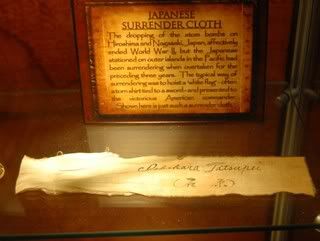 JAPANESE
SURRENDER CLOTH
The dropping of the atom bombs on
Hiroshima and Nagasaki, Japan, effectively
ended World War II, but the Japanese
stationed on outer islands in the Pacific had
been surrendering when overtaken for the
preceding three years. The typical way of
surrendering was to hoist a "white flag" - often
a torn shirt tied to a sword - and presented to
the victorious American commander.
Shown here is just such a surrender cloth.